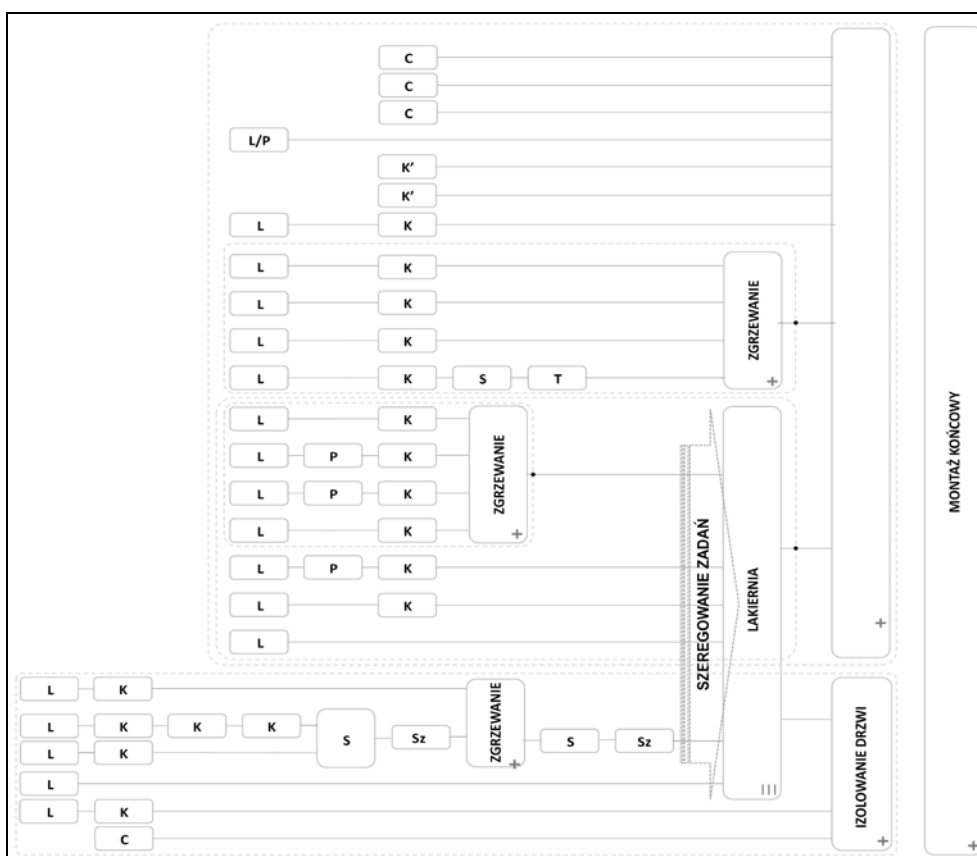 C
C
C
L/P
K'
K'
L K
L K
L K
L K
L K S T
ZGRZEWANIE
L K
L P K
L P K
L K
ZGRZEWANIE
L P K
L K
L
SZEREGOWANIE ZADAŃ
LAKIERNIA
L K
L K K K
S
Sz
L K
ZGRZEWANIE
S Sz
L
L K
C
IZOLOWANIE DRZWI
MONTAŻ KOŃCOWY